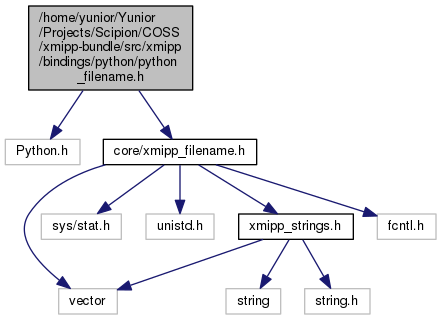 /home/yunior/Yunior
/Projects/Scipion/COSS
/xmipp-bundle/src/xmipp
/bindings/python/python
_filename.h
Python.h
core/xmipp_filename.h
sys/stat.h
unistd.h
xmipp_strings.h
fcntl.h
vector
string
string.h